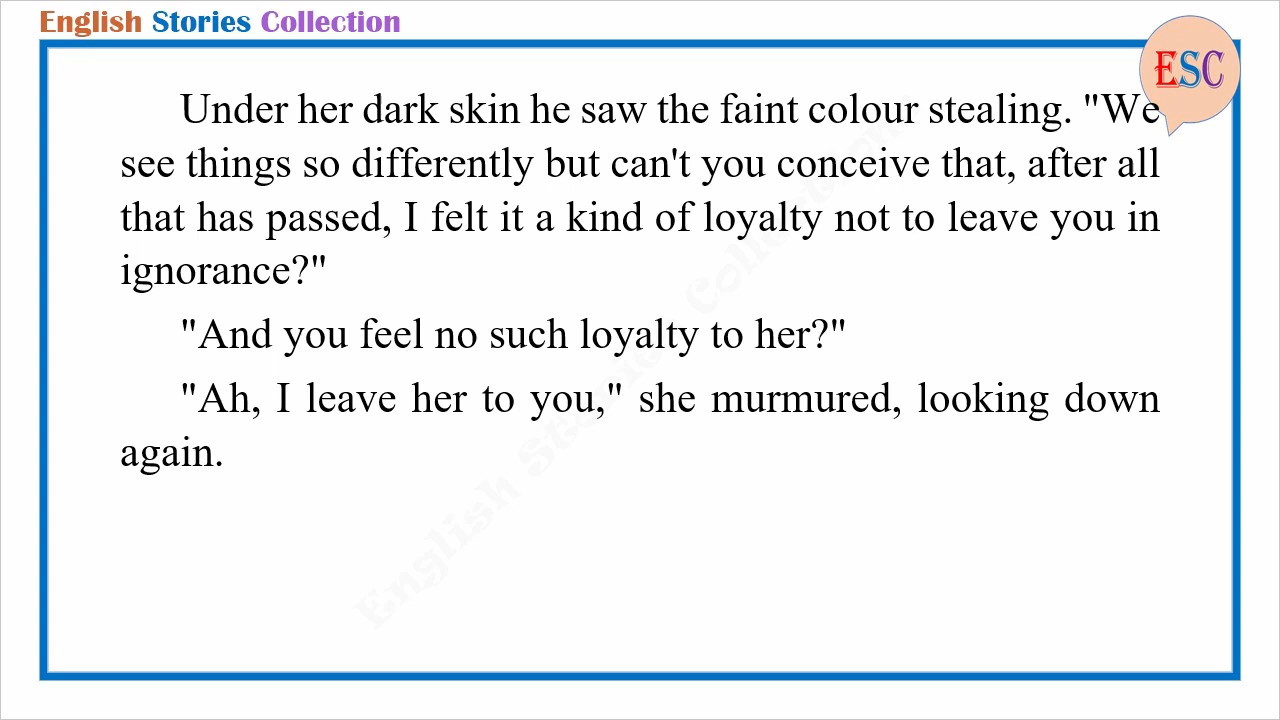 English Stories Collection
ESC
Under her dark skin he saw the faint colour stealing. "We
see things so differently but can't you conceive that, after all
that has passed, I felt it a kind of loyalty not to leave you in
ignorance?"
"And you feel no such loyalty to her?"
"Ah, I leave her to you," she murmured, looking down
again.
English Stories Collection